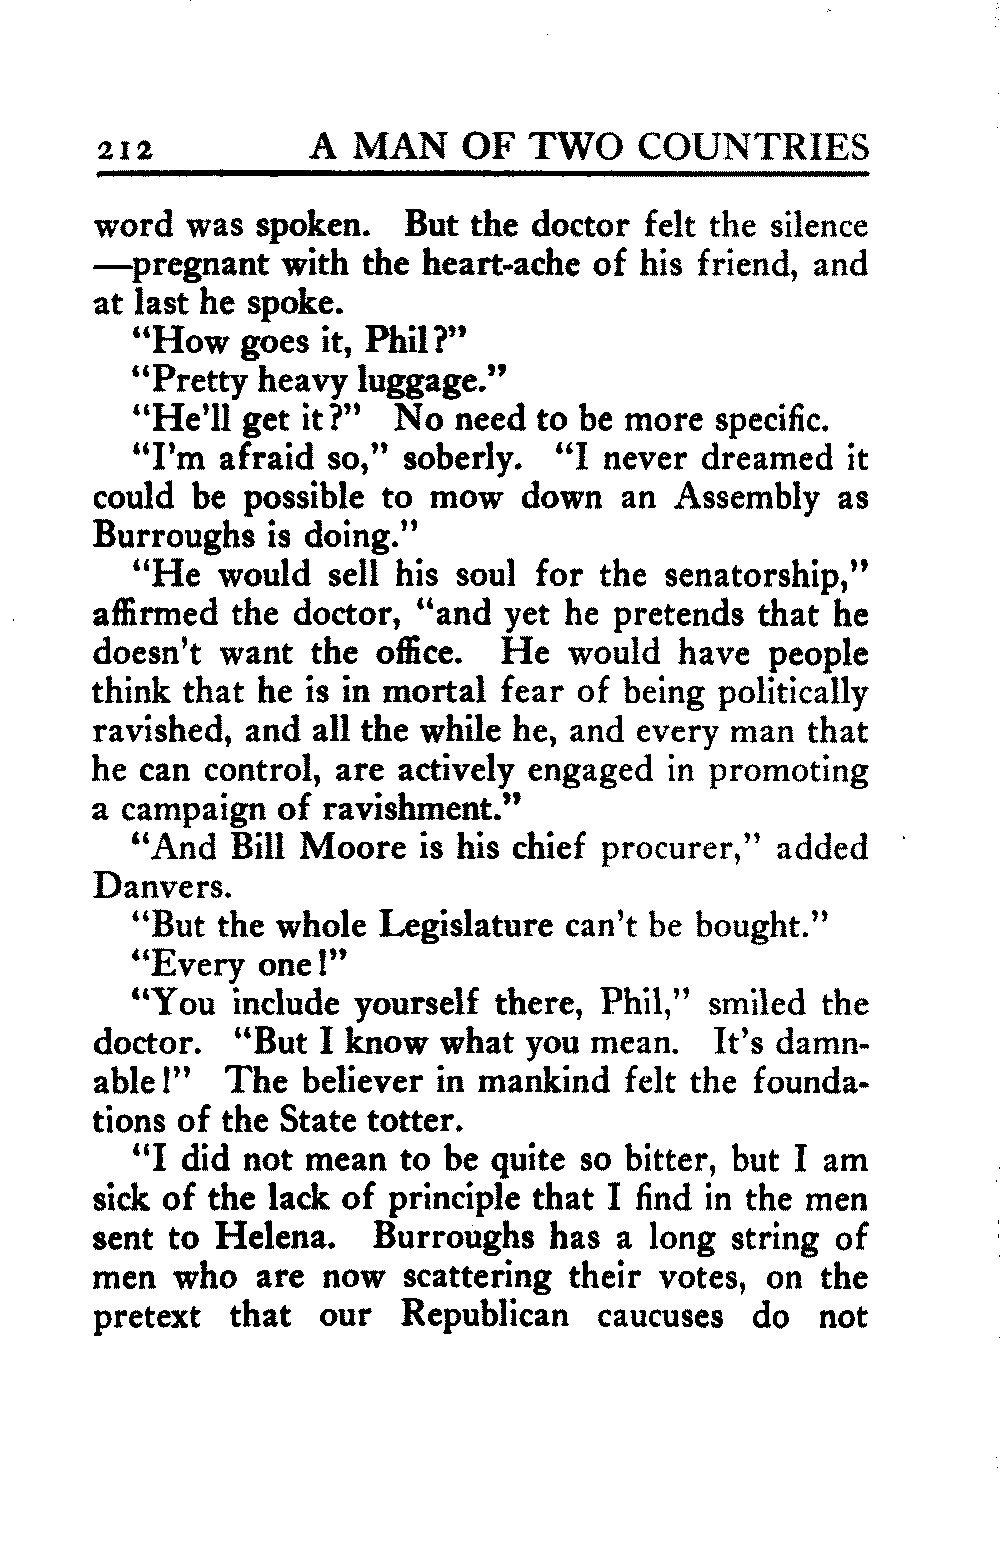 212 A MAN OF TWO COUNTRIES
word was spoken. But the doctor felt the silence
—pregnant with the heart-ache of his friend, and
at last he spoke.
“How goes it, Phil?”
“Pretty heavy luggage.”
“He’ll get it?” No need to be more specific.
“I’m afraid so,” soberly. “I never dreamed it
could be possible to mow down an Assembly as
Burroughs is doing.”
“He would sell his soul for the senatorship,”
affirmed the doctor, “and yet he pretends that he
doesn’t want the office. He would have people
think that he is in mortal fear of being politically
ravished, and all the while he, and every man that
he can control, are actively engaged in promoting
a campaign of ravishment.”
“And Bill Moore is his chief procurer,” added
Danvers.
“But the whole Legislature can’t be bought.”
“Every one!”
“You include yourself there, Phil,” smiled the
doctor. “But I know what you mean. It’s damn-
able!” The believer in mankind felt the founda-
tions of the State totter.
“I did not mean to be quite so bitter, but I am
sick of the lack of principle that I find in the men
sent to Helena. Burroughs has a long string of
men who are now scattering their votes, on the
pretext that our Republican caucuses do not